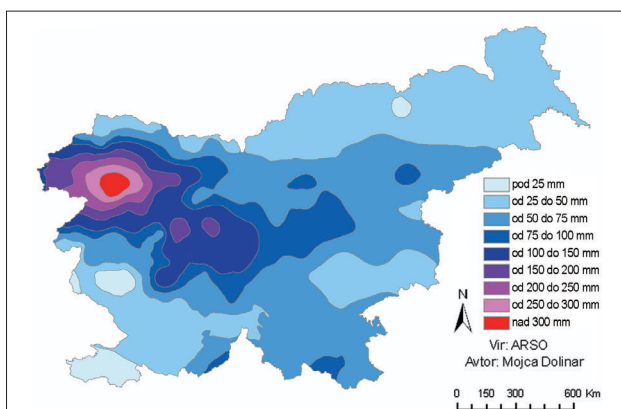 pod 25 mm
od 25 do 50 mm
od 50 do 75 mm
od 75 do 100 mm
od 100 do 150 mm
od 150 do 200 mm
od 200 do 250 mm
od 250 do 300 mm
nad 300 mm
N
Vir: ARSO
Avtor: Mojca Dolinar
0 150 300 600 Km